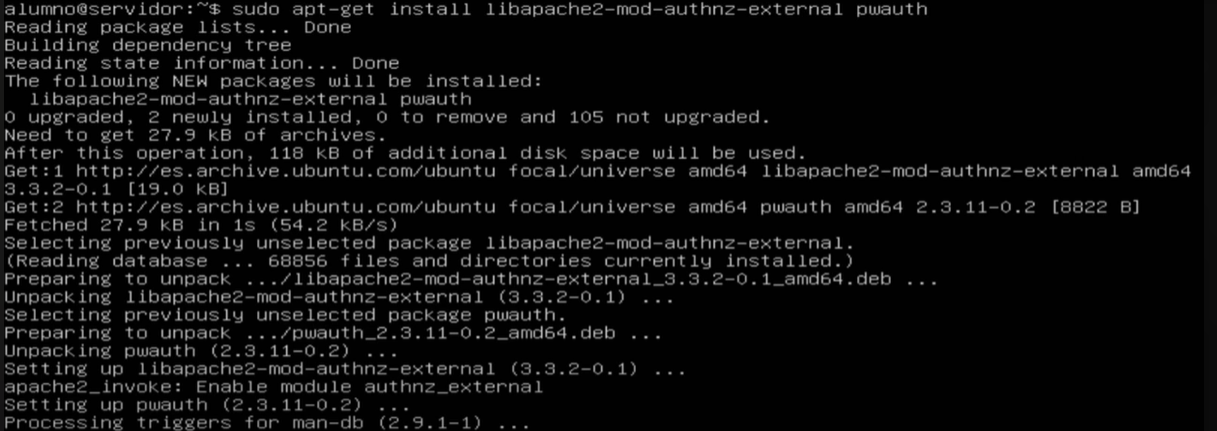 alumno@servidor:~$ sudo apt-get install libapache2-mod-authnz-external pwauth
Reading package lists... Done
Building dependency tree
Reading state information... Done
The following NEW packages will be installed:
  libapache2-mod-authnz-external pwauth
0 upgraded, 2 newly installed, 0 to remove and 105 not upgraded.
Need to get 27.9 kB of archives.
After this operation, 118 kB of additional disk space will be used.
Get:1 http://es.archive.ubuntu.com/ubuntu focal/universe amd64 libapache2-mod-authnz-external amd64
3.3.2-0.1 [19.0 kB]
Get:2 http://es.archive.ubuntu.com/ubuntu focal/universe amd64 pwauth amd64 2.3.11-0.2 [8822 B]
Fetched 27.9 kB in 1s (54.2 kB/s)
Selecting previously unselected package libapache2-mod-authnz-external.
(Reading database ... 68856 files and directories currently installed.)
Preparing to unpack .../libapache2-mod-authnz-external_3.3.2-0.1_amd64.deb ...
Unpacking libapache2-mod-authnz-external (3.3.2-0.1) ...
Selecting previously unselected package pwauth.
Preparing to unpack .../pwauth_2.3.11-0.2_amd64.deb ...
Unpacking pwauth (2.3.11-0.2) ...
Setting up libapache2-mod-authnz-external (3.3.2-0.1) ...
apache2_invoke: Enable module authnz_external
Setting up pwauth (2.3.11-0.2) ...
Processing triggers for man-db (2.9.1-1) ...